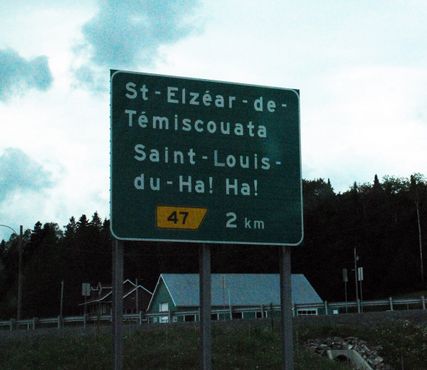 St-Elzéar-de-
Témiscouata
Saint-Louis-
du-Ha! Ha!
47 2 km